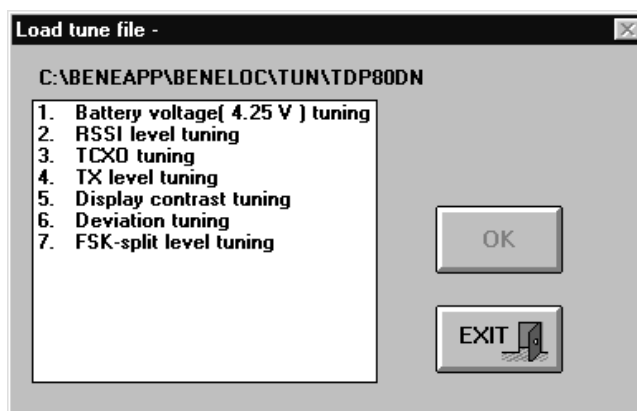 Load tune file -
C:\BENEAPP\BENELOC\TUN\TDP80DN
1. Battery voltage( 4.25 V ) tuning
2. RSSI level tuning
3. TCXO tuning
4. TX level tuning
5. Display contrast tuning
6. Deviation tuning
7. FSK-split level tuning
OK
EXIT